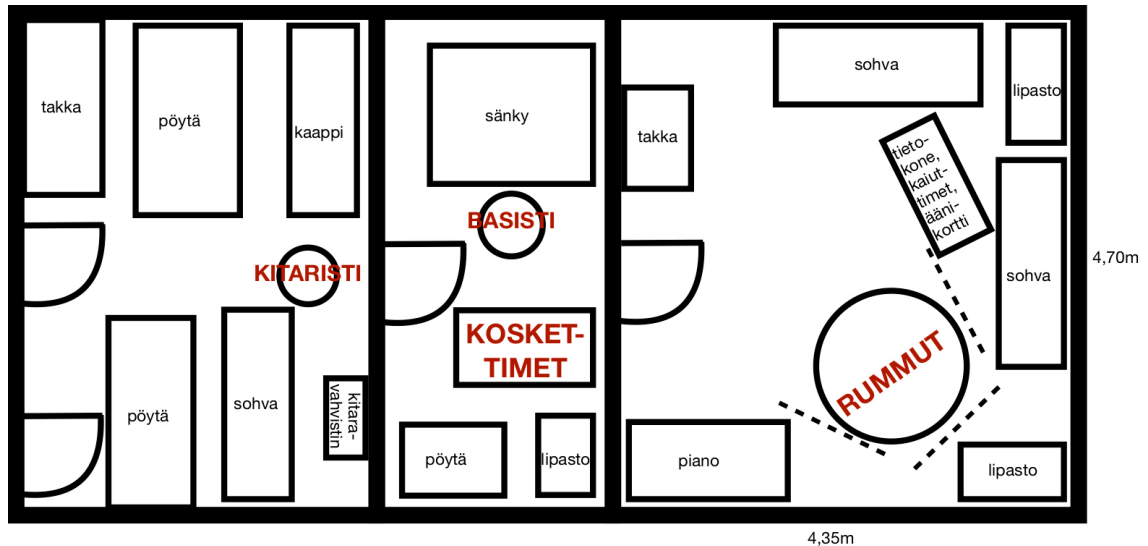 takka
pöytä
kaappi
KITARISTI
pöytä
sohva
kitara-
vahvistin
sänky
BASISTI
KOSKET-
TIMET
pöytä
lipasto
sohva
lipasto
takka
tieto-
kone,
kaiut-
timet,
ääni-
kortti
sohva
RUMMUT
piano
lipasto
4,70m
4,35m